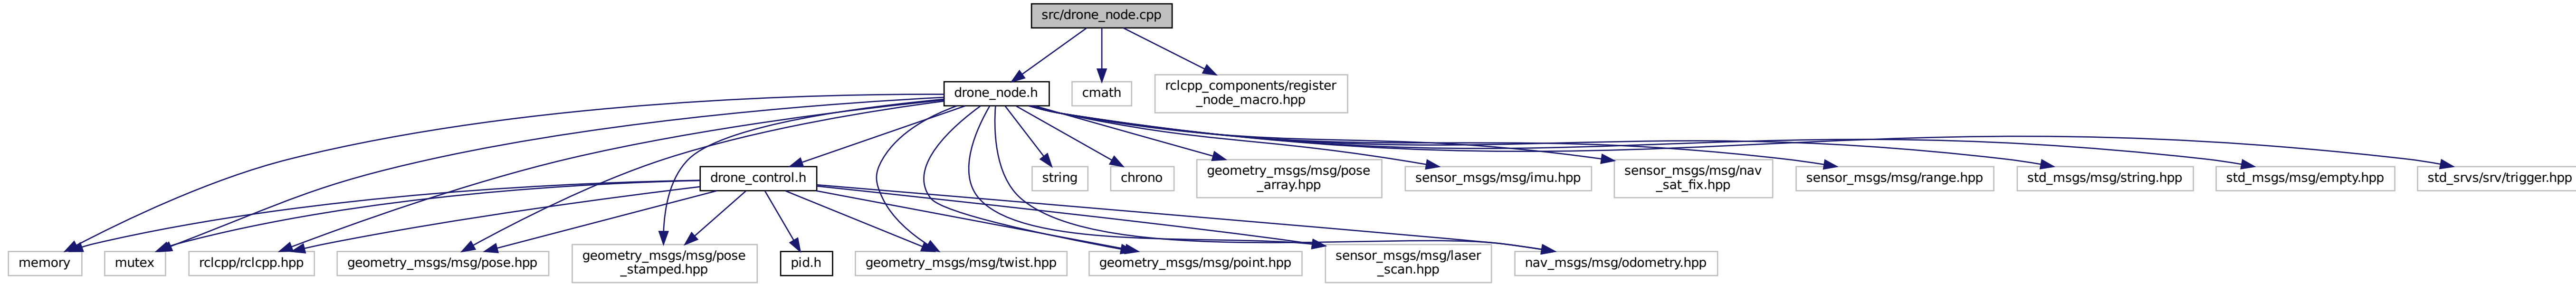 src/drone_node.cpp
drone_node.h
cmath
rclcpp_components/register
_node_macro.hpp
drone_control.h
string
chrono
geometry_msgs/msg/pose
_array.hpp
sensor_msgs/msg/imu.hpp
sensor_msgs/msg/nav
_sat_fix.hpp
sensor_msgs/msg/range.hpp
std_msgs/msg/string.hpp
std_msgs/msg/empty.hpp
std_srvs/srv/trigger.hpp
memory
mutex
rclcpp/rclcpp.hpp
geometry_msgs/msg/pose.hpp
geometry_msgs/msg/pose
_stamped.hpp
pid.h
geometry_msgs/msg/twist.hpp
geometry_msgs/msg/point.hpp
sensor_msgs/msg/laser
_scan.hpp
nav_msgs/msg/odometry.hpp